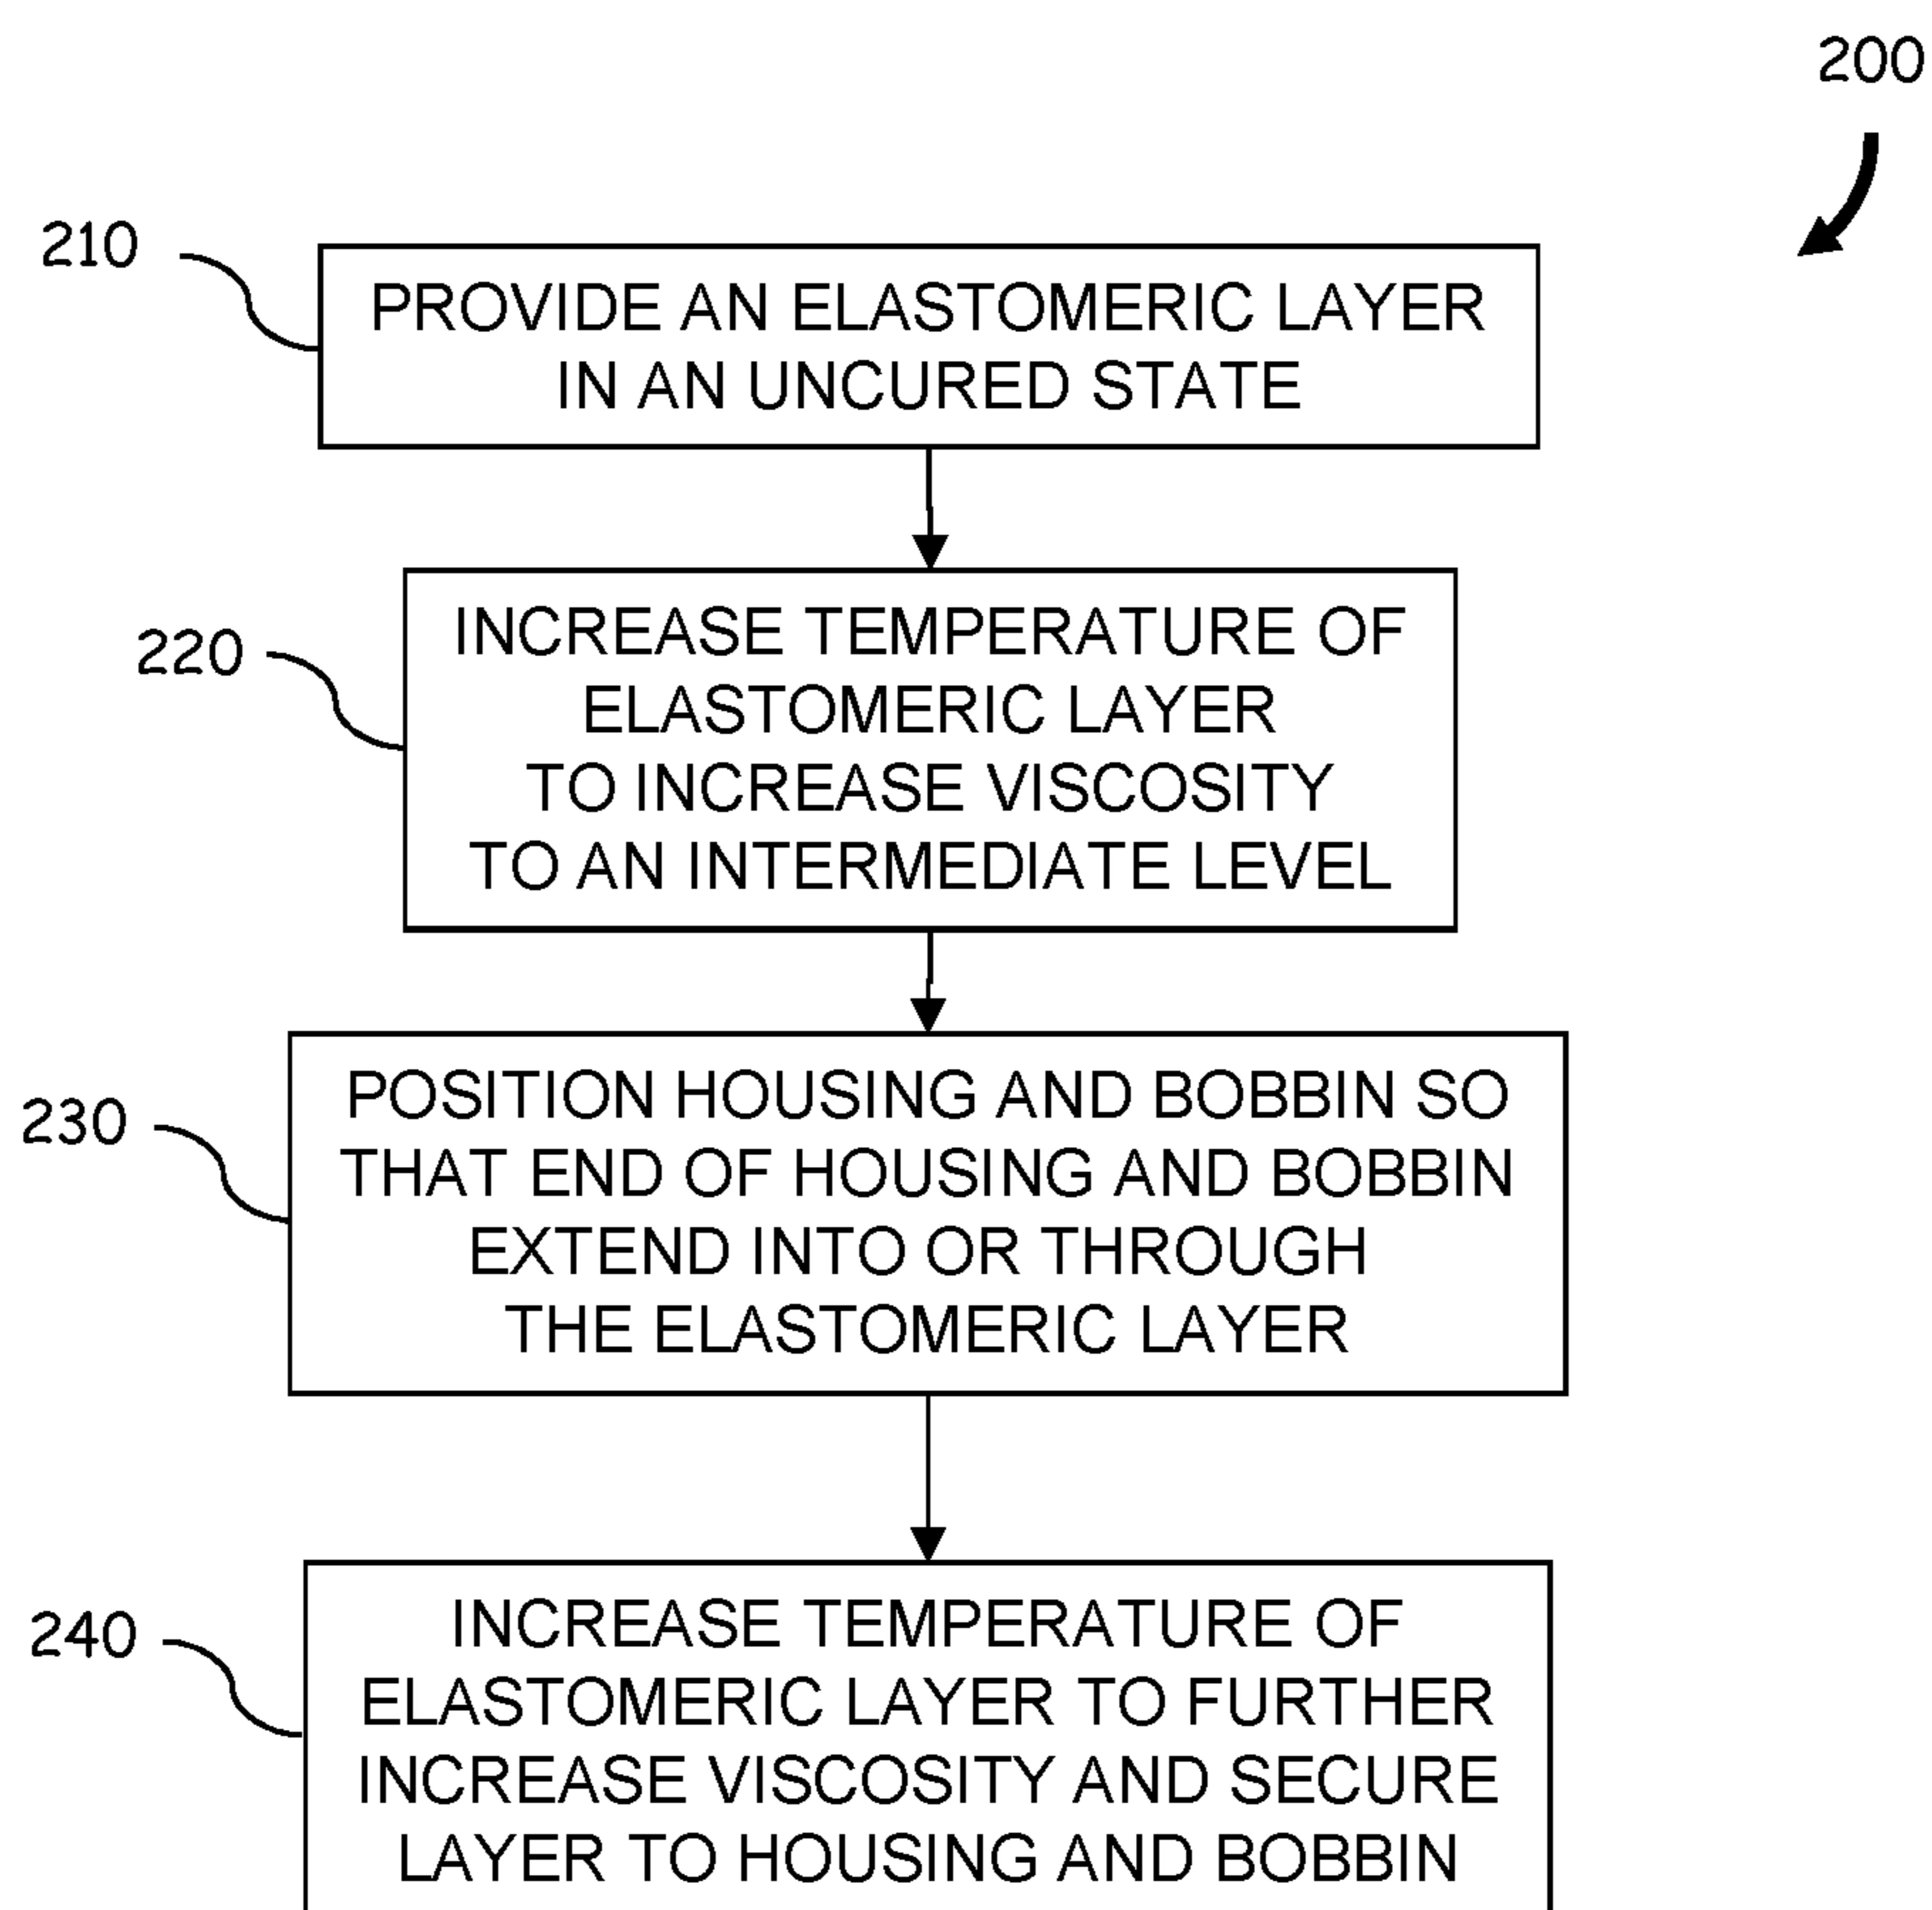 200
210
PROVIDE AN ELASTOMERIC LAYER
IN AN UNCURED STATE
220
INCREASE TEMPERATURE OF
ELASTOMERIC LAYER
TO INCREASE VISCOSITY
TO AN INTERMEDIATE LEVEL
230
POSITION HOUSING AND BOBBIN SO
THAT END OF HOUSING AND BOBBIN
EXTEND INTO OR THROUGH
THE ELASTOMERIC LAYER
240
INCREASE TEMPERATURE OF
ELASTOMERIC LAYER TO FURTHER
INCREASE VISCOSITY AND SECURE
LAYER TO HOUSING AND BOBBIN